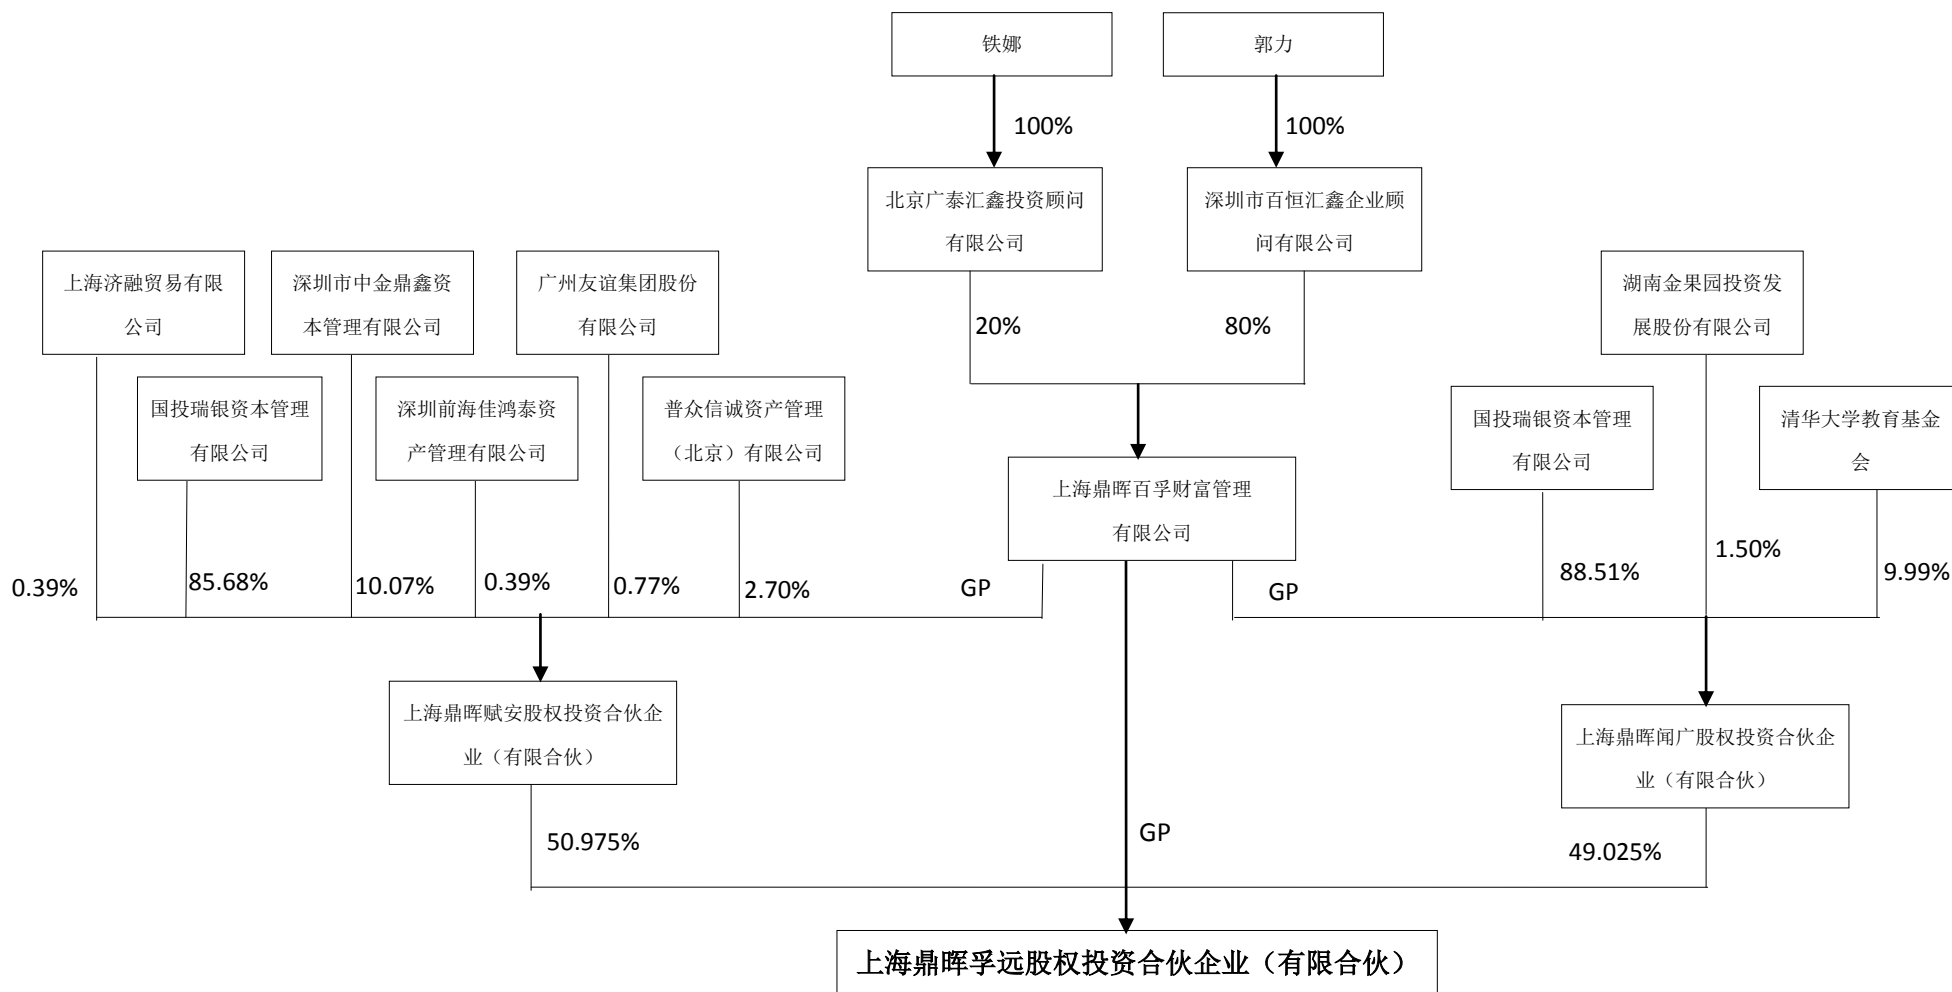 铁娜
郭力
100%
100%
北京广泰汇鑫投资顾问
有限公司
深圳市百恒汇鑫企业顾
问有限公司
上海济融贸易有限
公司
深圳市中金鼎鑫资
本管理有限公司
广州友谊集团股份
有限公司
湖南金果园投资发
展股份有限公司
20%
80%
国投瑞银资本管理
有限公司
深圳前海佳鸿泰资
产管理有限公司
普众信诚资产管理
（北京）有限公司
国投瑞银资本管理
有限公司
清华大学教育基金
会
上海鼎晖百孚财富管理
有限公司
0.39%
85.68%
10.07%
0.39%
0.77%
2.70%
GP
GP
88.51%
1.50%
9.99%
上海鼎晖赋安股权投资合伙企
业（有限合伙）
上海鼎晖闻广股权投资合伙企
业（有限合伙）
50.975%
GP
49.025%
上海鼎晖孚远股权投资合伙企业（有限合伙）